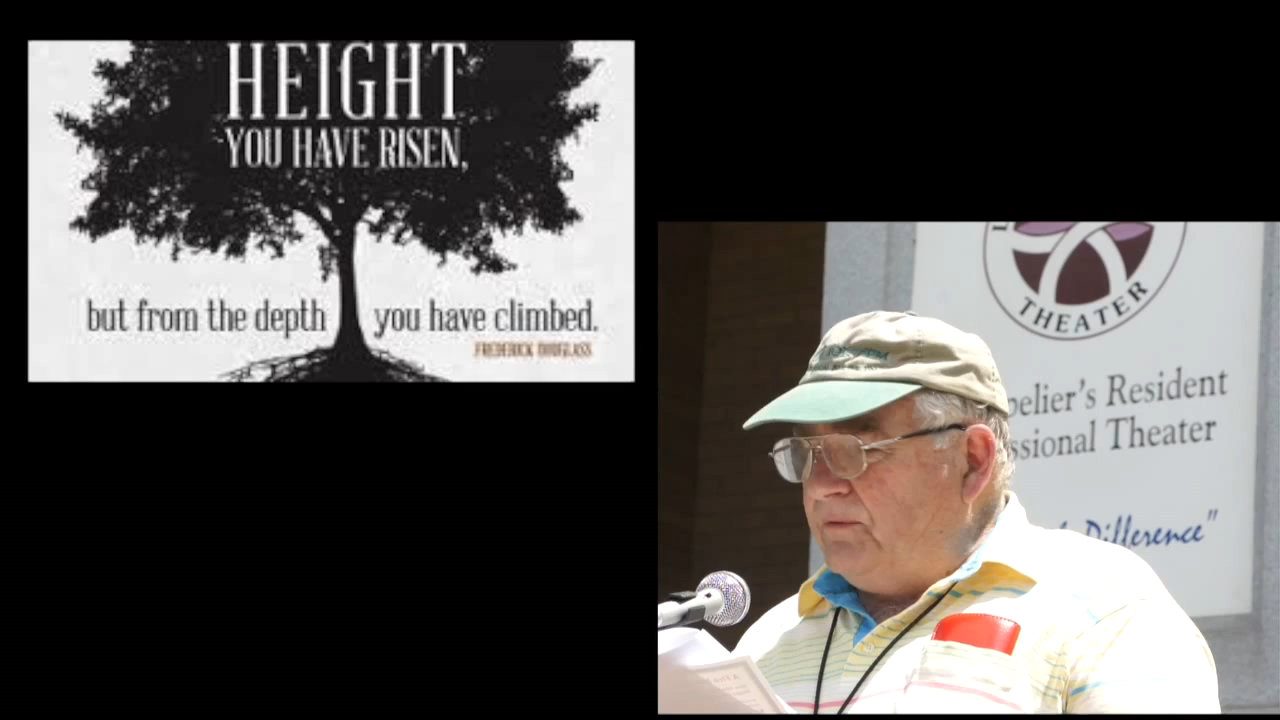 HEIGHT
YOU HAVE RISEN,
but from the depth you have climbed.
FREDERICK DOUGLASS
THEATER
pelier's Resident
ssional Theater
Difference"